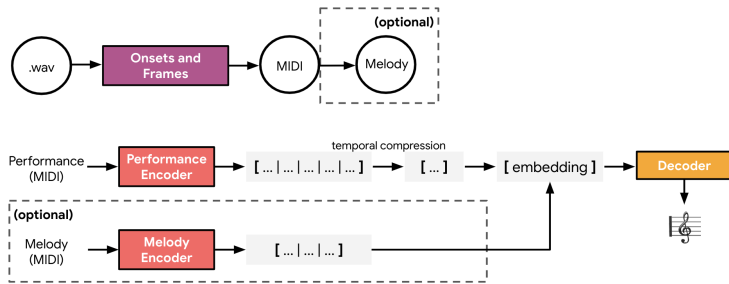 (optional)
.wav
Onsets and
Frames
MIDI
Melody
temporal compression
Performance
(MIDI)
Performance
Encoder
[ ... | ... | ... | ... | ... ]
[ ... ]
[ embedding ]
Decoder
(optional)
Melody
(MIDI)
Melody
Encoder
[ ... | ... | ... ]